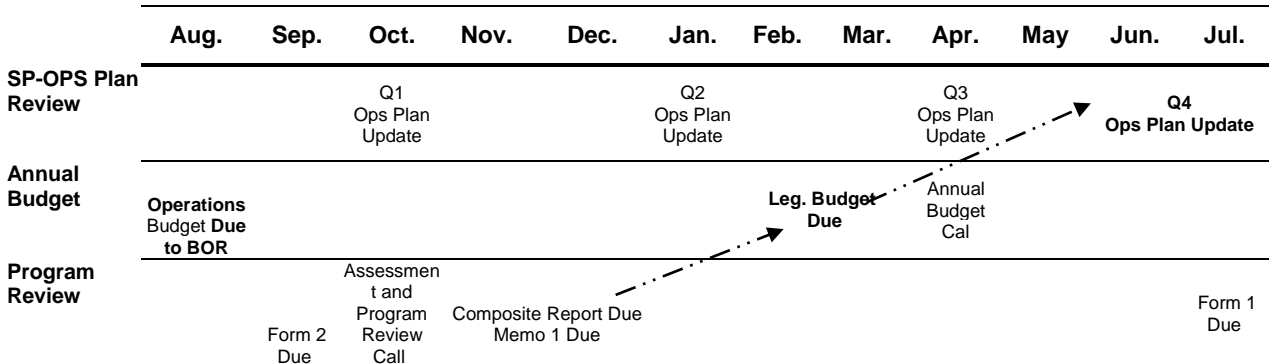 Aug. Sep. Oct. Nov. Dec. Jan. Feb. Mar. Apr. May Jun. Jul.
SP-OPS Plan
Review
Q1
Ops Plan
Update
Q2
Ops Plan
Update
Q3
Ops Plan
Update
Q4
Ops Plan Update
Annual
Budget
Operations
Budget Due
to BOR
Leg. Budget
Due
Annual
Budget
Cal
Program
Review
Form 2
Due
Assessmen
t and
Program
Review
Call
Composite Report Due
Memo 1 Due
Form 1
Due